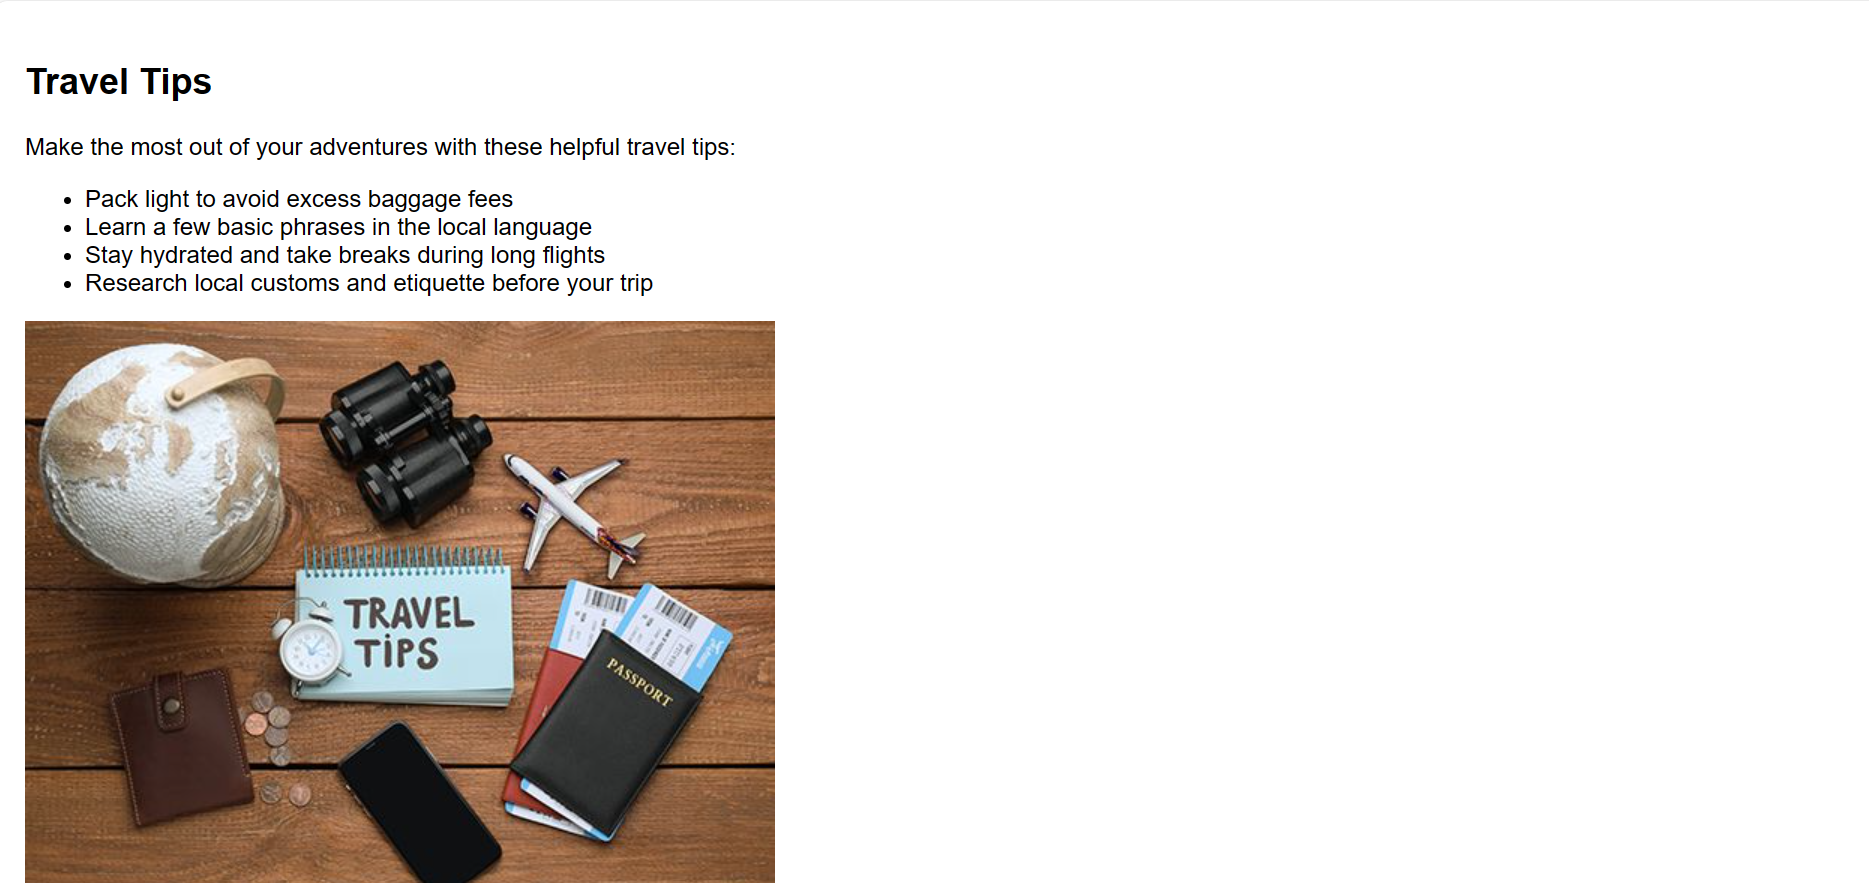 Travel Tips
Make the most out of your adventures with these helpful travel tips:
Pack light to avoid excess baggage fees
Learn a few basic phrases in the local language
Stay hydrated and take breaks during long flights
Research local customs and etiquette before your trip
TRAVEL
TiPS
PASSPORT